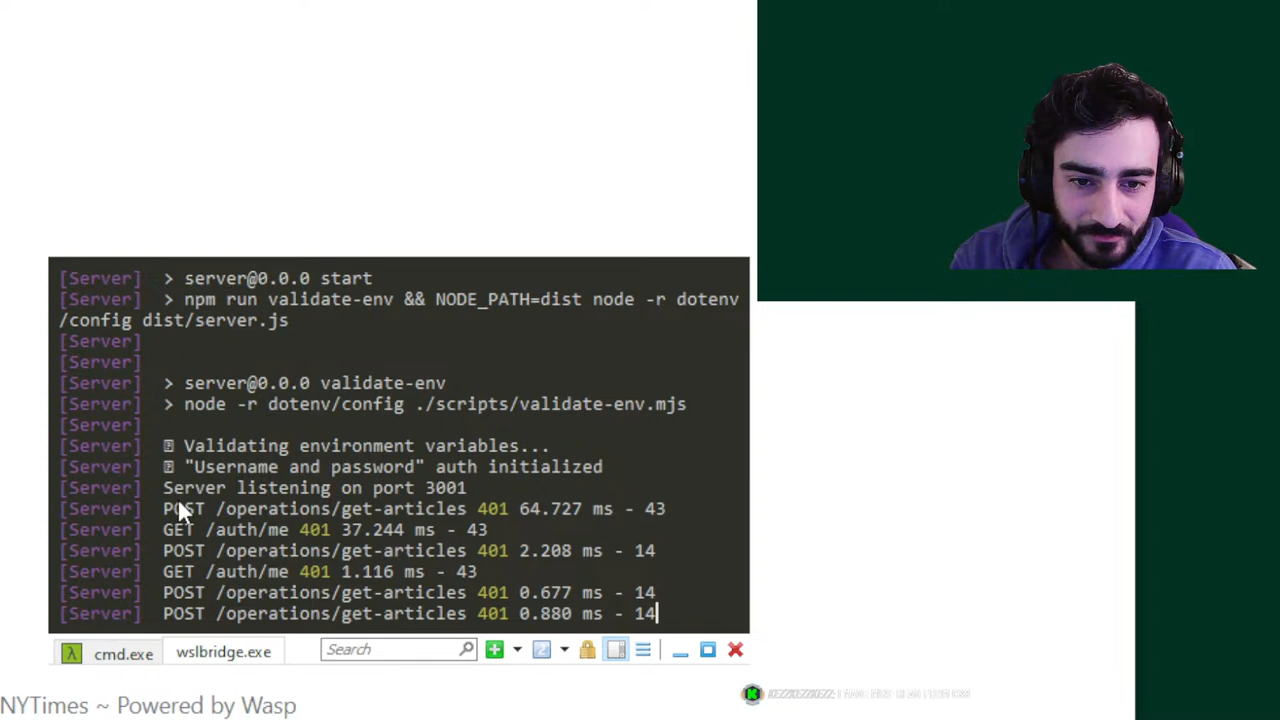 [Server] > server@0.0.0 start
[Server] > npm run validate-env && NODE_PATH=dist node -r dotenv
/config dist/server.js
[Server]
[Server]
[Server] > server@0.0.0 validate-env
[Server] > node -r dotenv/config ./scripts/validate-env.mjs
[Server]
[Server] Validating environment variables...
[Server] "Username and password" auth initialized
[Server] Server listening on port 3001
[Server] POST /operations/get-articles 401 64.727 ms - 43
[Server] GET /auth/me 401 37.244 ms - 43
[Server] POST /operations/get-articles 401 2.208 ms - 14
[Server] GET /auth/me 401 1.116 ms - 43
[Server] POST /operations/get-articles 401 0.677 ms - 14
[Server] POST /operations/get-articles 401 0.880 ms - 14
λ cmd.exe wslbridge.exe Search
NYTimes ~ Powered by Wasp